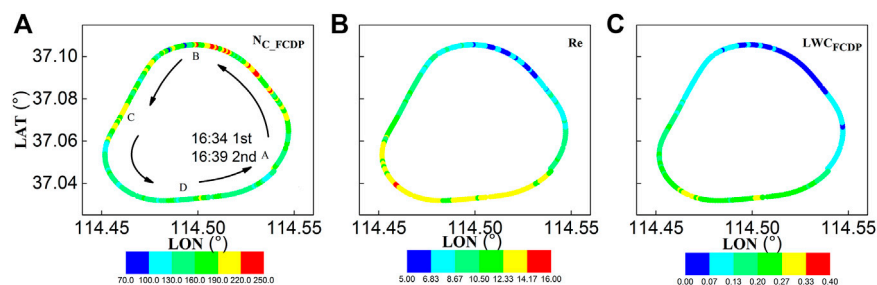 A
N_C_FCDP
37.10
37.08
37.06
37.04
LAT (°)
B
C
16:34 1st
16:39 2nd
A
D
114.45 114.50 114.55
LON (°)
70.0 100.0 130.0 160.0 190.0 220.0 250.0
B
Re
114.45 114.50 114.55
LON (°)
5.00 6.83 8.67 10.50 12.33 14.17 16.00
C
LWC_FCDP
114.45 114.50 114.55
LON (°)
0.00 0.07 0.13 0.20 0.27 0.33 0.40